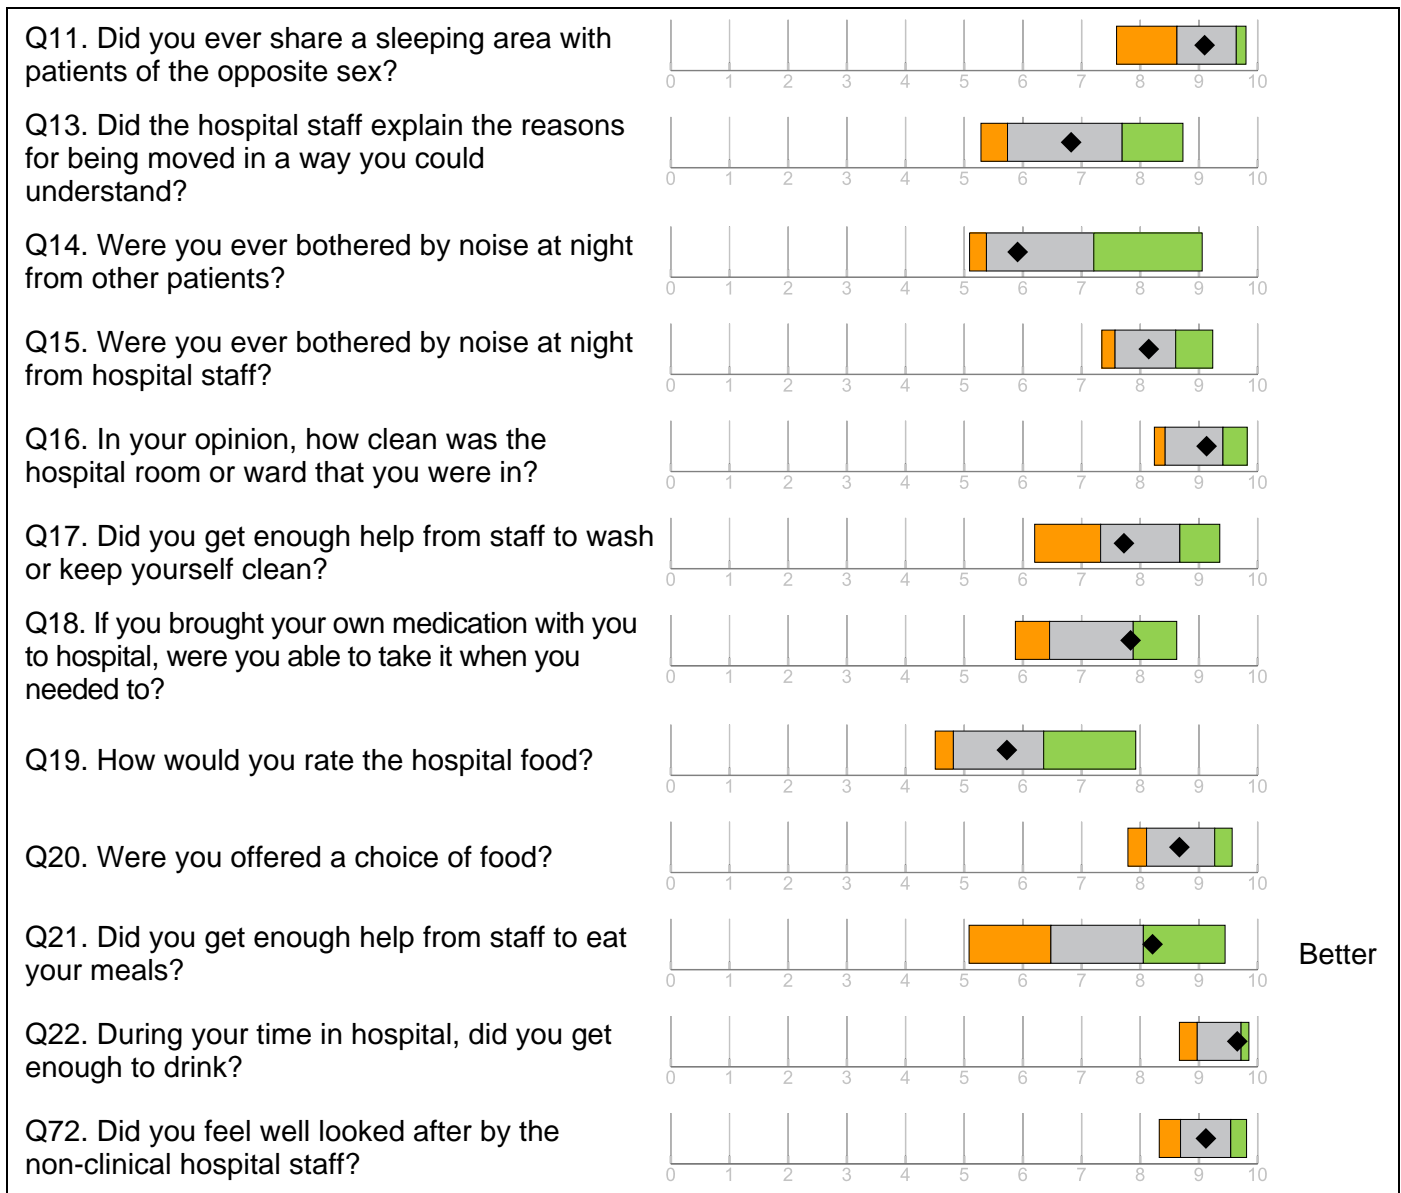 Q11. Did you ever share a sleeping area with
patients of the opposite sex?
0 1 2 3 4 5 6 7 8 9 10
Q13. Did the hospital staff explain the reasons
for being moved in a way you could
understand?
0 1 2 3 4 5 6 7 8 9 10
Q14. Were you ever bothered by noise at night
from other patients?
0 1 2 3 4 5 6 7 8 9 10
Q15. Were you ever bothered by noise at night
from hospital staff?
0 1 2 3 4 5 6 7 8 9 10
Q16. In your opinion, how clean was the
hospital room or ward that you were in?
0 1 2 3 4 5 6 7 8 9 10
Q17. Did you get enough help from staff to wash
or keep yourself clean?
0 1 2 3 4 5 6 7 8 9 10
Q18. If you brought your own medication with you
to hospital, were you able to take it when you
needed to?
0 1 2 3 4 5 6 7 8 9 10
Q19. How would you rate the hospital food?
0 1 2 3 4 5 6 7 8 9 10
Q20. Were you offered a choice of food?
0 1 2 3 4 5 6 7 8 9 10
Q21. Did you get enough help from staff to eat
your meals?
Better
0 1 2 3 4 5 6 7 8 9 10
Q22. During your time in hospital, did you get
enough to drink?
0 1 2 3 4 5 6 7 8 9 10
Q72. Did you feel well looked after by the
non-clinical hospital staff?
0 1 2 3 4 5 6 7 8 9 10